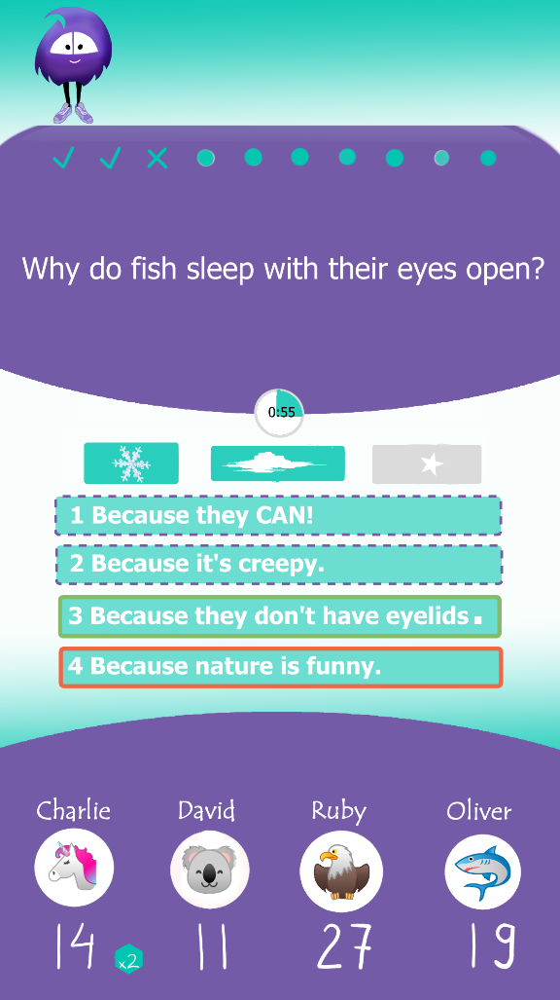 Why do fish sleep with their eyes open?
0:55
1 Because they CAN!
2 Because it's creepy.
3 Because they don't have eyelids.
4 Because nature is funny.
Charlie David Ruby Oliver
14 x2 11 27 19